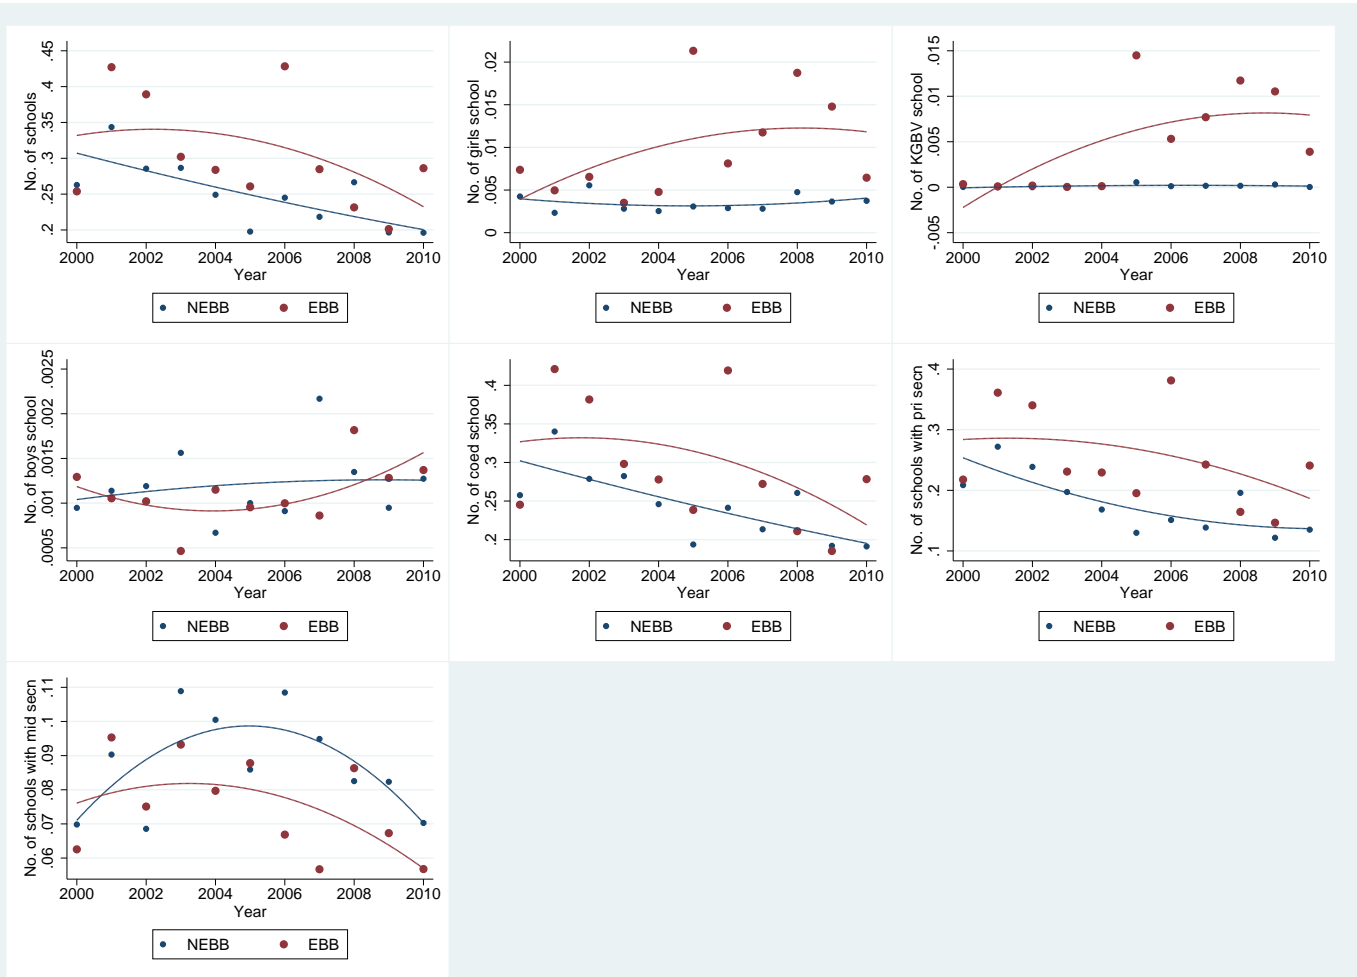 No. of schools
.45
.4
.35
.3
.25
.2
2000 2002 2004 2006 2008 2010
Year
NEBB EBB
No. of girls school
.02
.015
.01
.005
0
2000 2002 2004 2006 2008 2010
Year
NEBB EBB
No. of KGBV school
.015
.01
.005
0
-.005
2000 2002 2004 2006 2008 2010
Year
NEBB EBB
No. of boys school
.0025
.002
.0015
.001
.0005
2000 2002 2004 2006 2008 2010
Year
NEBB EBB
No. of coed school
.4
.35
.3
.25
.2
2000 2002 2004 2006 2008 2010
Year
NEBB EBB
No. of schools with pri secn
.4
.3
.2
.1
2000 2002 2004 2006 2008 2010
Year
NEBB EBB
No. of schools with mid secn
.11
.1
.09
.08
.07
.06
2000 2002 2004 2006 2008 2010
Year
NEBB EBB